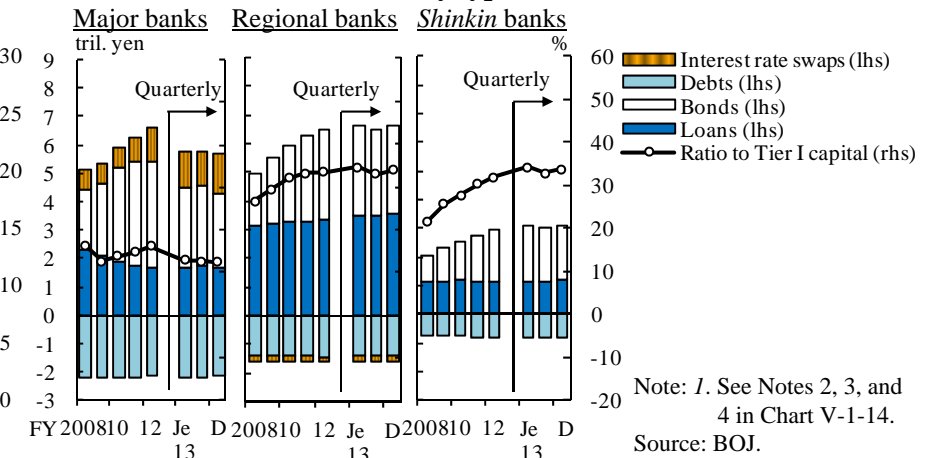 Major banks Regional banks Shinkin banks
tril. yen %
30 9 60
8
25 7 50
6 40
20 5
4 30
15 3 20
2
10 1 10
0 0
5 -1
-2 -10
0 -3 -20
Quarterly Quarterly Quarterly
Interest rate swaps (lhs)
Debts (lhs)
Bonds (lhs)
Loans (lhs)
Ratio to Tier I capital (rhs)
FY 2008 10 12 Je D 2008 10 12 Je D 2008 10 12 Je D
13 13 13
Note: 1. See Notes 2, 3, and
4 in Chart V-1-14.
Source: BOJ.